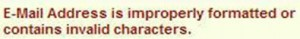 E-Mail Address is improperly formatted or
contains invalid characters.